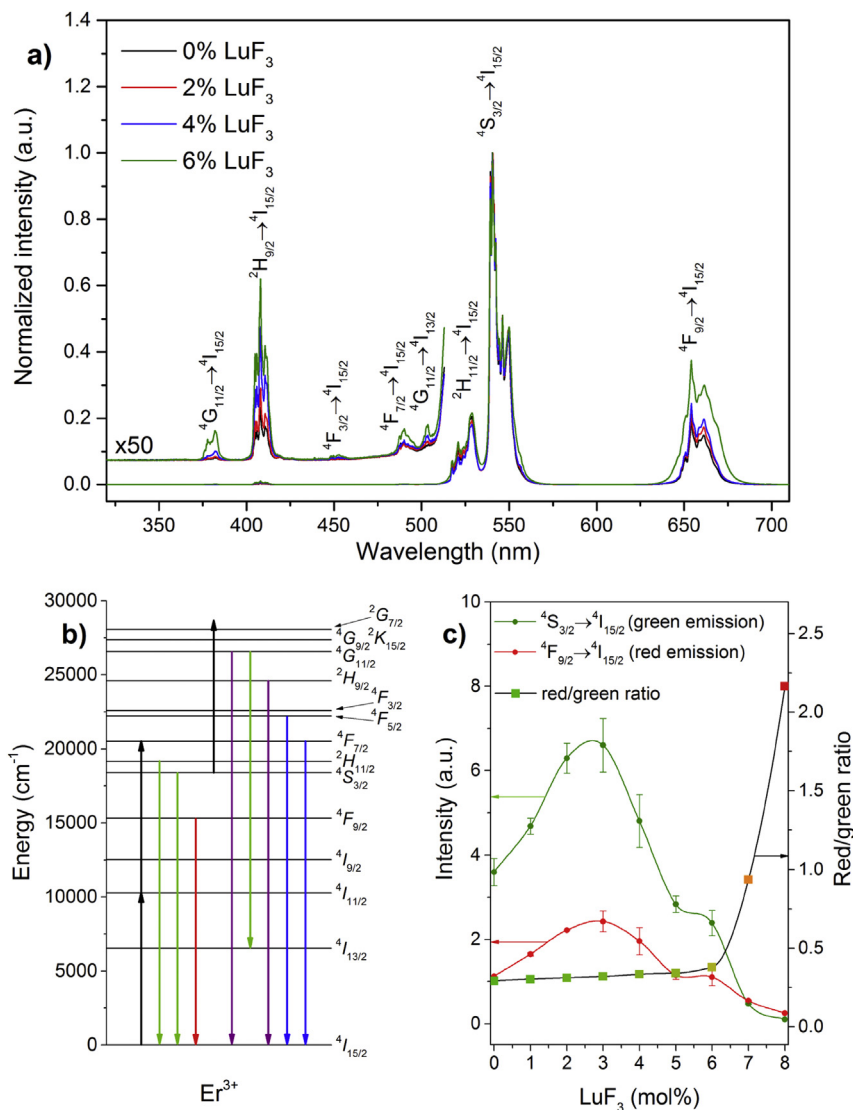 a)
0% LuF3
2% LuF3
4% LuF3
6% LuF3
Normalized intensity (a.u.)
1.4
1.2
1.0
0.8
0.6
0.4
0.2
0.0
x50
4G11/2→4I15/2
2H9/2→4I15/2
4F3/2→4I15/2
4F7/2→4I15/2
4G11/2→4I13/2
2H11/2→4I15/2
4S3/2→4I15/2
4F9/2→4I15/2
350 400 450 500 550 600 650 700
Wavelength (nm)
b)
Energy (cm-1)
30000
25000
20000
15000
10000
5000
0
2G7/2
4G9/2 2K15/2
4G11/2
2H9/2
4F3/2
4F5/2
4F7/2
2H11/2
4S3/2
4F9/2
4I9/2
4I11/2
4I13/2
4I15/2
Er3+
c)
4S3/2→4I15/2 (green emission)
4F9/2→4I15/2 (red emission)
red/green ratio
Intensity (a.u.)
10
8
6
4
2
0
Red/green ratio
2.5
2.0
1.5
1.0
0.5
0.0
0 1 2 3 4 5 6 7 8
LuF3 (mol%)